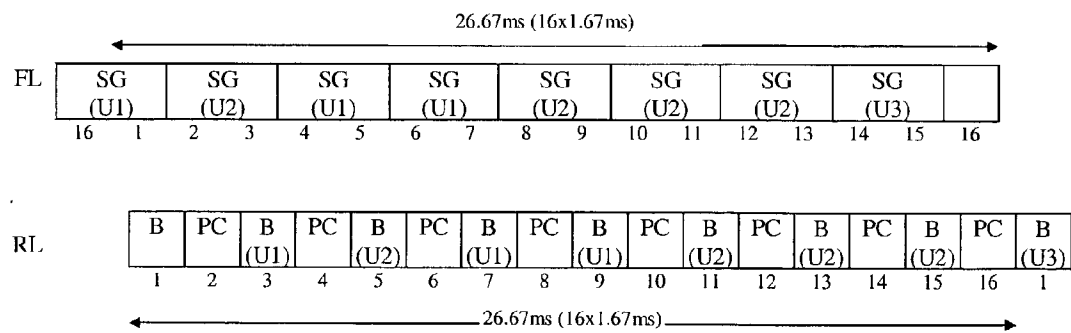 26.67ms (16x1.67ms)
FL SG SG SG SG SG SG SG SG
(U1) (U2) (U1) (U1) (U2) (U2) (U2) (U3)
16 1 2 3 4 5 6 7 8 9 10 11 12 13 14 15 16
RL B PC B PC B PC B PC B PC B PC B PC B PC B
(U1) (U2) (U1) (U1) (U2) (U2) (U2) (U3)
1 2 3 4 5 6 7 8 9 10 11 12 13 14 15 16 1
26.67ms (16x1.67ms)